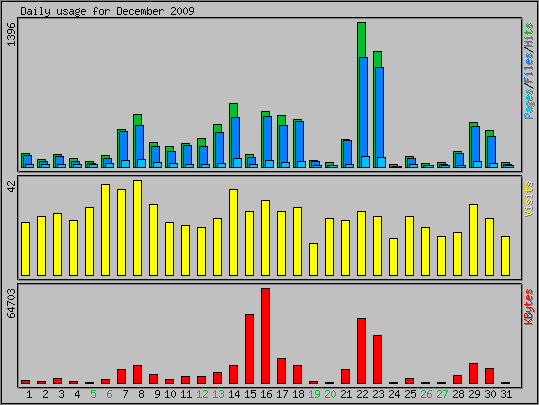 Daily usage for December 2009
1396
Pages/Files/Hits
42
Visits
64703
KBytes
1 2 3 4 5 6 7 8 9 10 11 12 13 14 15 16 17 18 19 20 21 22 23 24 25 26 27 28 29 30 31